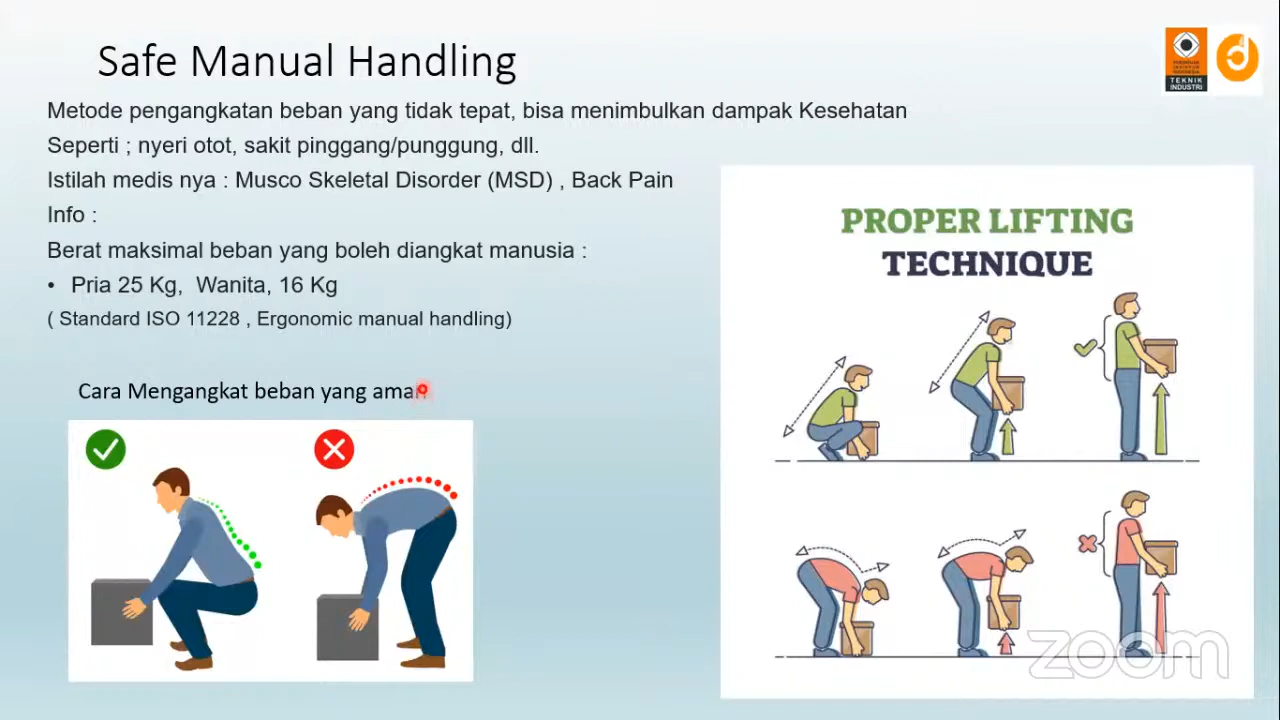 Safe Manual Handling
Metode pengangkatan beban yang tidak tepat, bisa menimbulkan dampak Kesehatan
Seperti ; nyeri otot, sakit pinggang/punggung, dll.
Istilah medis nya : Musco Skeletal Disorder (MSD) , Back Pain
Info :
Berat maksimal beban yang boleh diangkat manusia :
• Pria 25 Kg, Wanita, 16 Kg
( Standard ISO 11228 , Ergonomic manual handling)
Cara Mengangkat beban yang aman
PROPER LIFTING
TECHNIQUE
TEKNIK
INDUSTRI
zoom